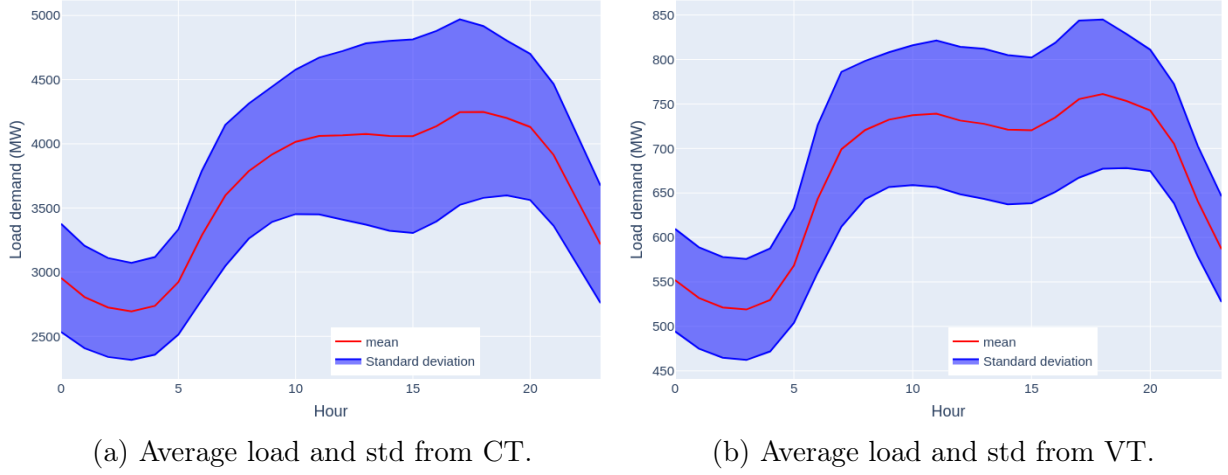 5000
4500
4000
3500
3000
2500
Load demand (MW)
0
5
10
15
20
Hour
mean
Standard deviation
(a) Average load and std from CT.
850
800
750
700
650
600
550
500
450
Load demand (MW)
0
5
10
15
20
Hour
mean
Standard deviation
(b) Average load and std from VT.